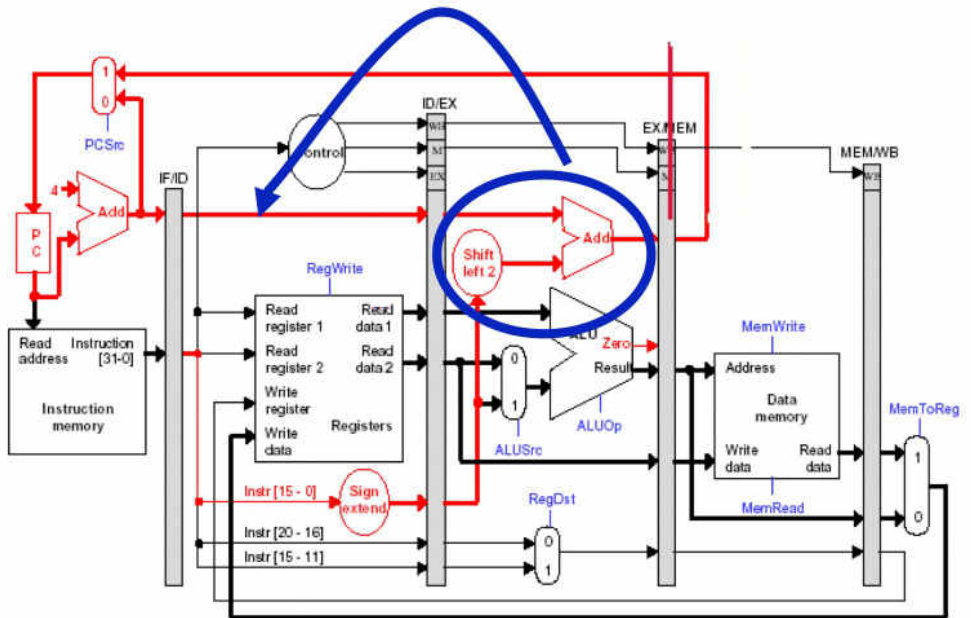 1
0
PCSrc
4
Add
P
C
IF/ID
ID/EX
WB
M
EX
EX/MEM
MEM/WB
WB
Add
Shift
left 2
RegWrite
Read
register 1
Read
data 1
Read
register 2
Read
data 2
Write
register
Write
data
Registers
Read
address
Instruction
[31-0]
Instruction
memory
0
1
ALUSrc
Zero
Result
ALUOp
MemWrite
Address
Data
memory
Write
data
Read
data
MemRead
MemToReg
1
0
Instr [15 - 0]
Sign
extend
RegDst
Instr [20 - 16]
0
Instr [15 - 11]
1